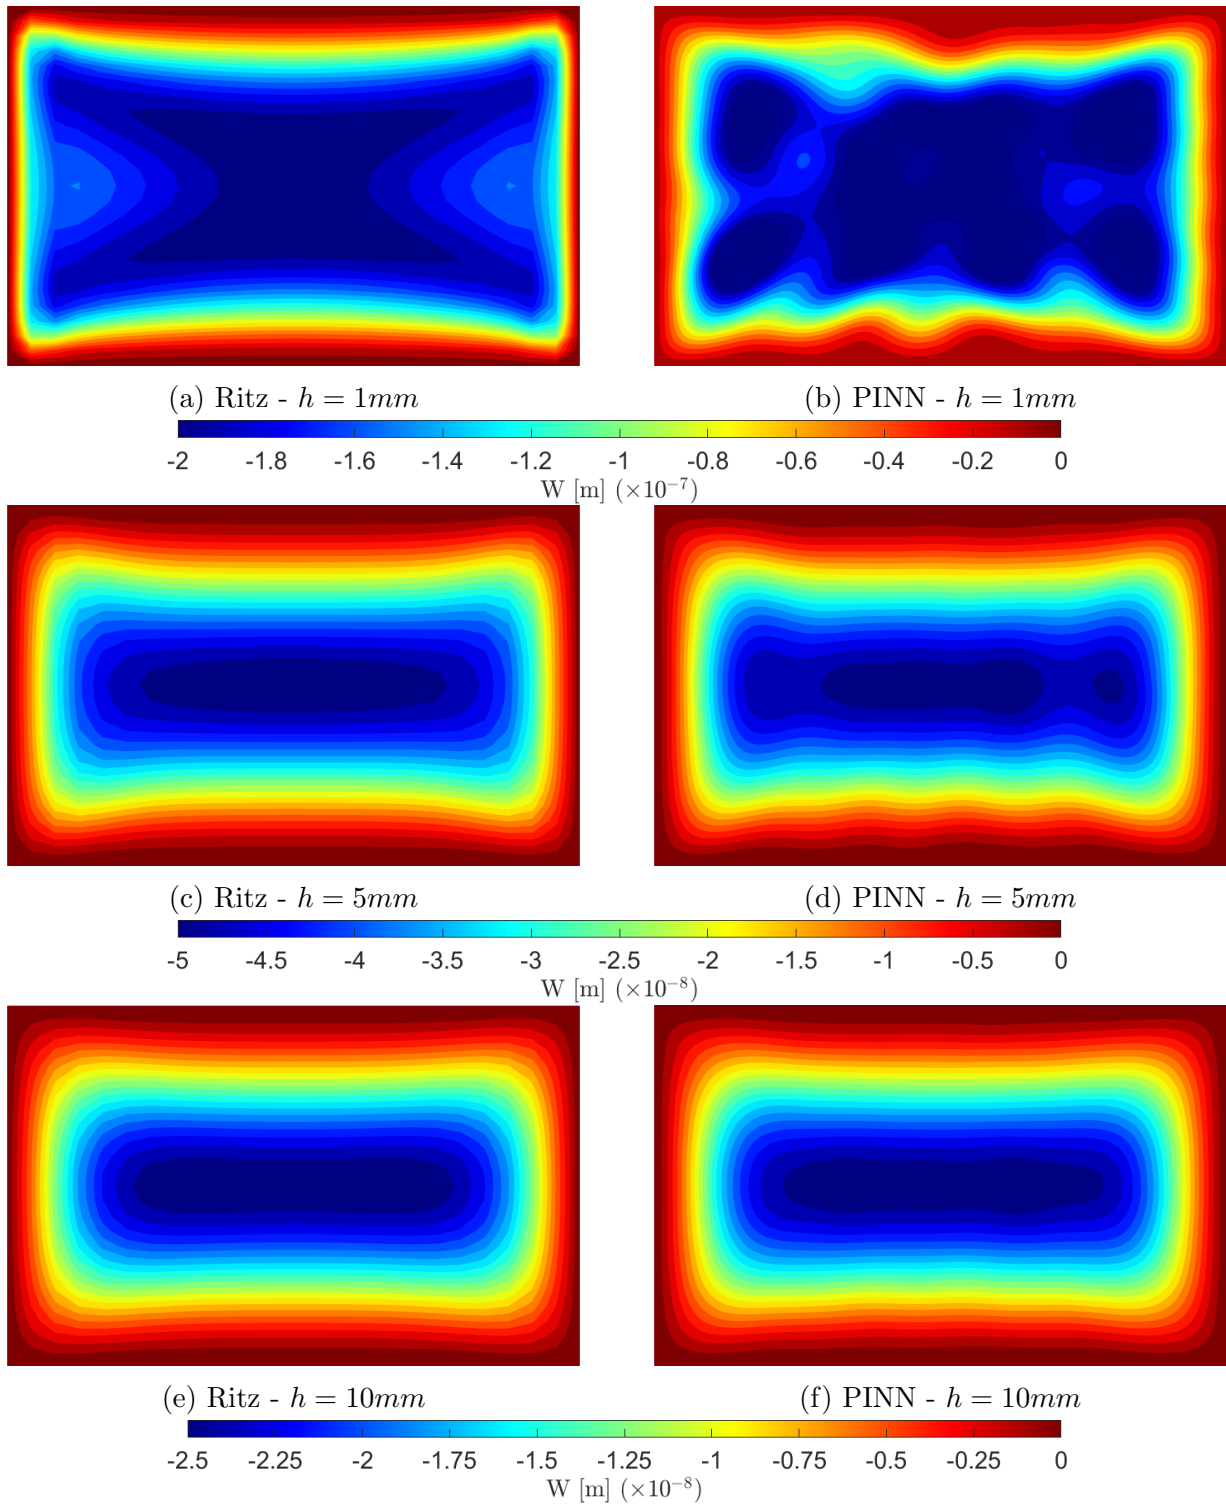 (a) Ritz - h = 1mm
(b) PINN - h = 1mm
-2 -1.8 -1.6 -1.4 -1.2 -1 -0.8 -0.6 -0.4 -0.2 0
W [m] (×10⁻⁷)
(c) Ritz - h = 5mm
(d) PINN - h = 5mm
-5 -4.5 -4 -3.5 -3 -2.5 -2 -1.5 -1 -0.5 0
W [m] (×10⁻⁸)
(e) Ritz - h = 10mm
(f) PINN - h = 10mm
-2.5 -2.25 -2 -1.75 -1.5 -1.25 -1 -0.75 -0.5 -0.25 0
W [m] (×10⁻⁸)